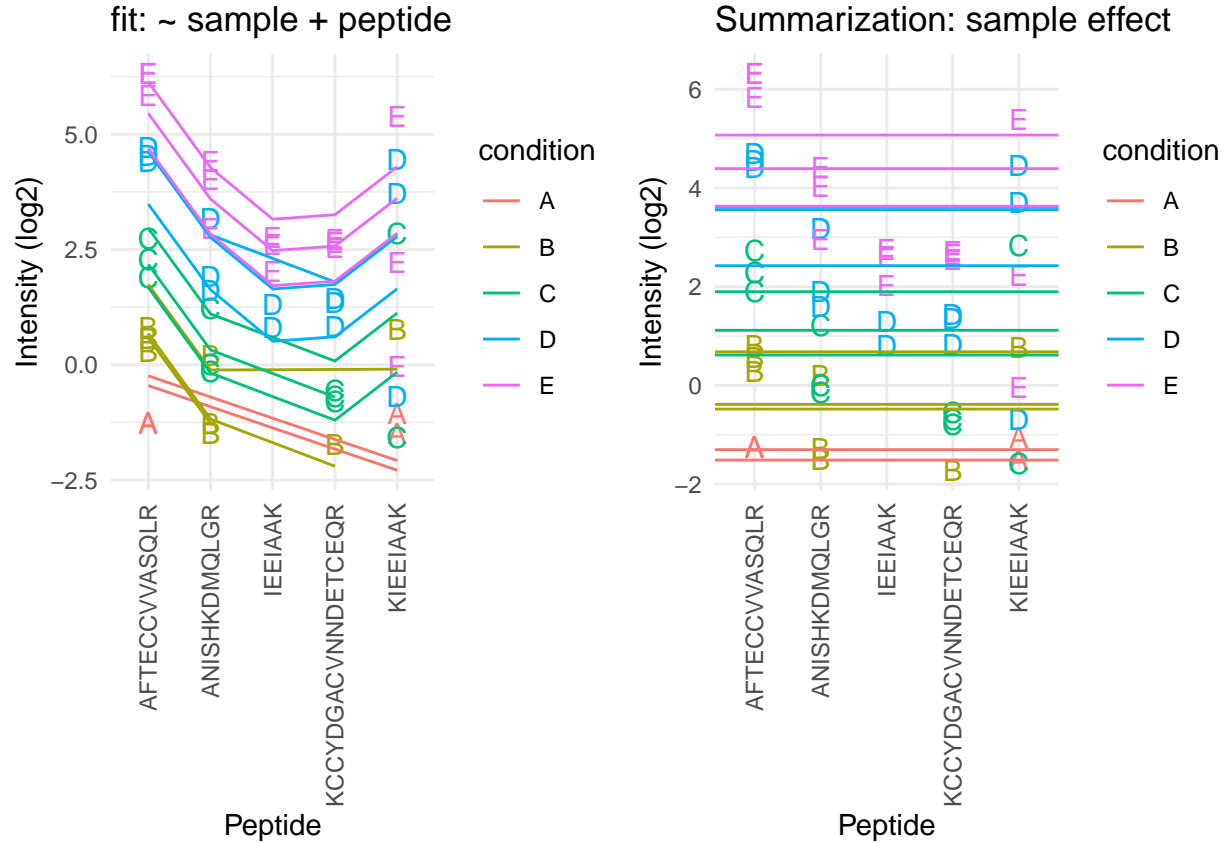 fit: ~ sample + peptide
Intensity (log2)
5.0
2.5
0.0
−2.5
AFTECCVVASQLR
ANISHKDMQLGR
IEEIAAK
KCCYDGACVNNDETCEQR
KIEEIAAK
Peptide
condition
A
B
C
D
E
Summarization: sample effect
Intensity (log2)
6
4
2
0
−2
AFTECCVVASQLR
ANISHKDMQLGR
IEEIAAK
KCCYDGACVNNDETCEQR
KIEEIAAK
Peptide
condition
A
B
C
D
E